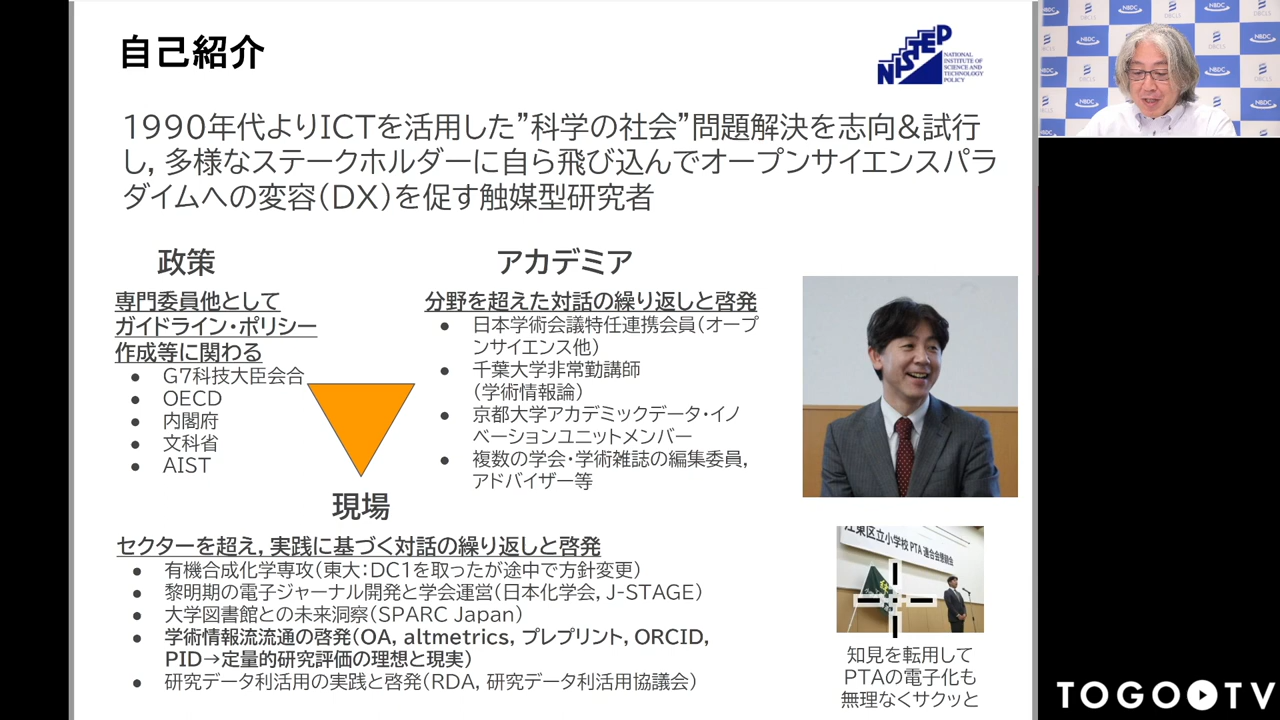 自己紹介
NISTEP
NATIONAL
INSTITUTE OF
SCIENCE AND
TECHNOLOGY
POLICY
1990年代よりICTを活用した”科学の社会”問題解決を志向&試行
し，多様なステークホルダーに自ら飛び込んでオープンサイエンスパラ
ダイムへの変容（DX）を促す触媒型研究者
政策
専門委員他として
ガイドライン・ポリシー
作成等に関わる
● G7科技大臣会合
● OECD
● 内閣府
● 文科省
● AIST
アカデミア
分野を超えた対話の繰り返しと啓発
● 日本学術会議特任連携会員（オープ
ンサイエンス他）
● 千葉大学非常勤講師
（学術情報論）
● 京都大学アカデミックデータ・イノ
ベーションユニットメンバー
● 複数の学会・学術雑誌の編集委員，
アドバイザー等
現場
セクターを超え，実践に基づく対話の繰り返しと啓発
● 有機合成化学専攻（東大：DC1を取ったが途中で方針変更）
● 黎明期の電子ジャーナル開発と学会運営（日本化学会，J-STAGE）
● 大学図書館との未来洞察（SPARC Japan）
● 学術情報流流通の啓発（OA，altmetrics，プレプリント，ORCID，
PID→定量的研究評価の理想と現実）
● 研究データ利活用の実践と啓発（RDA，研究データ利活用協議会）
江東区立小学校PTA連合会懇親会
知見を転用して
PTAの電子化も
無理なくサクッと
NBDC
DBCLS
TOGO TV